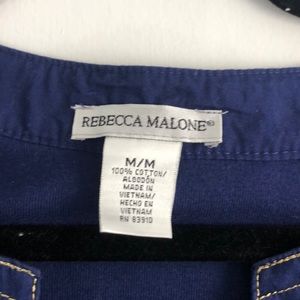 REBECCA MALONE®
M/M
100% COTTON/
ALGODÓN
MADE IN
VIETNAM/
HECHO EN
VIETNAM
RN 83910